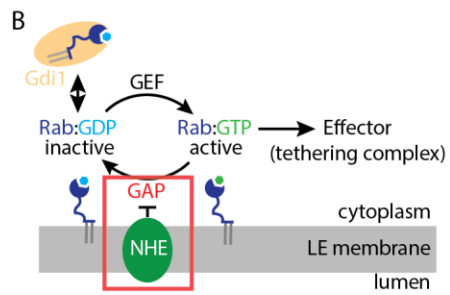 B
Gdi1
GEF
Rab:GDP
inactive
Rab:GTP
active
Effector
(tethering complex)
GAP
NHE
cytoplasm
LE membrane
lumen